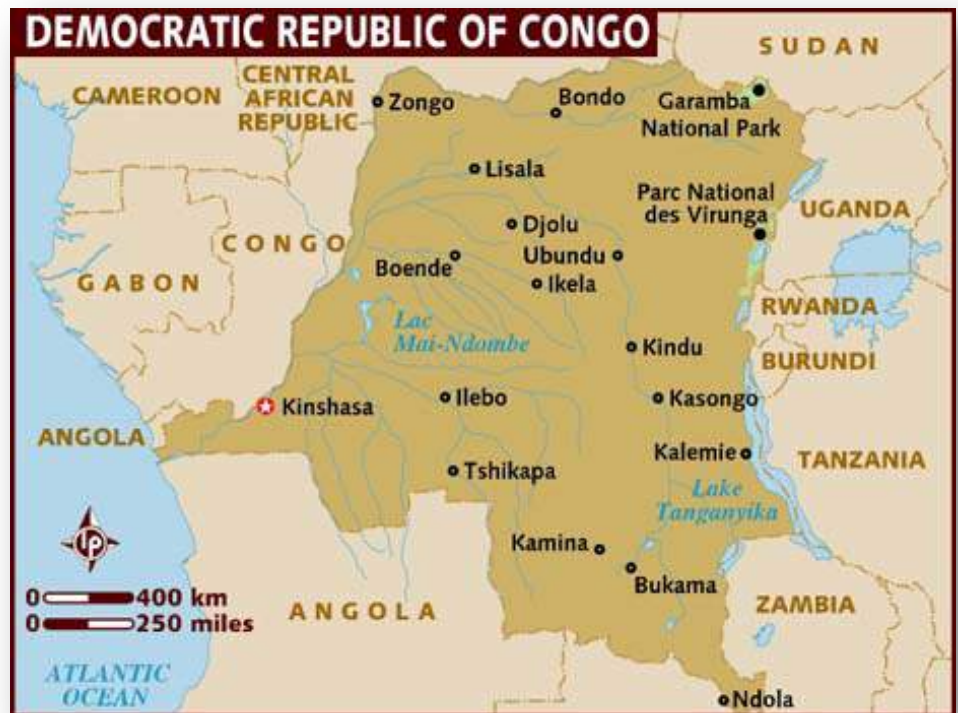 DEMOCRATIC REPUBLIC OF CONGO
SUDAN
CAMEROON
CENTRAL
AFRICAN
REPUBLIC
Zongo
Bondo
Garamba
National Park
Lisala
Parc National
des Virunga
UGANDA
Djolu
CONGO
Ubundu
Boende
GABON
Ikela
RWANDA
Lac
Mai-Ndombe
Kindu
BURUNDI
Ilebo
Kasongo
Kinshasa
ANGOLA
Kalemie
TANZANIA
Tshikapa
Lake
Tanganyika
LP
Kamina
Bukama
0 400 km
0 250 miles
ANGOLA
ZAMBIA
ATLANTIC
OCEAN
Ndola